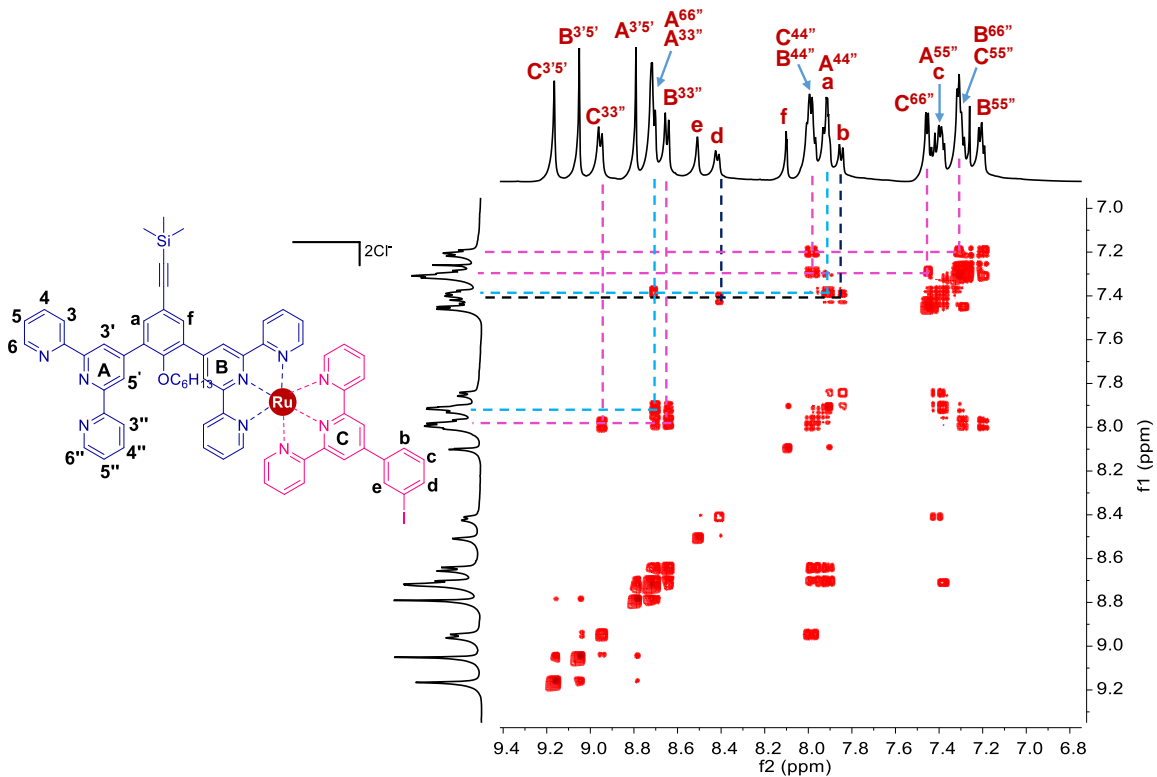 A66”
A33”
B3’5’
A3’5’
C3’5’
C33”
B33”
e
d
C44”
B44”
A44”
a
f
b
B66”
C55”
A55”
c
C66”
B55”
Si
2Cl-
4
5
3
6
3'
a
f
N
A
N
5'
OC6H13
B
N
N
N
Ru
N
N
N
N
C
3''
4''
5''
6''
b
c
d
e
I
7.0
7.2
7.4
7.6
7.8
8.0
8.2
8.4
8.6
8.8
9.0
9.2
f1 (ppm)
9.4 9.2 9.0 8.8 8.6 8.4 8.2 8.0 7.8 7.6 7.4 7.2 7.0 6.8
f2 (ppm)